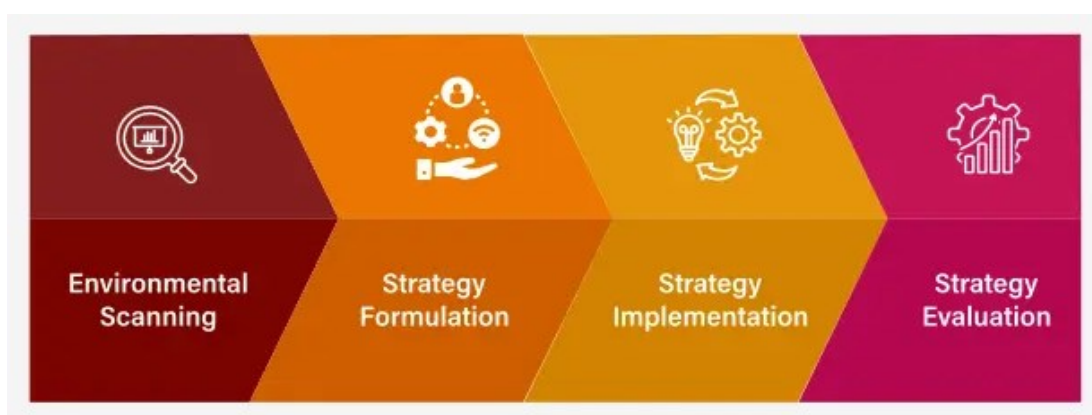 Environmental
Scanning
Strategy
Formulation
Strategy
Implementation
Strategy
Evaluation